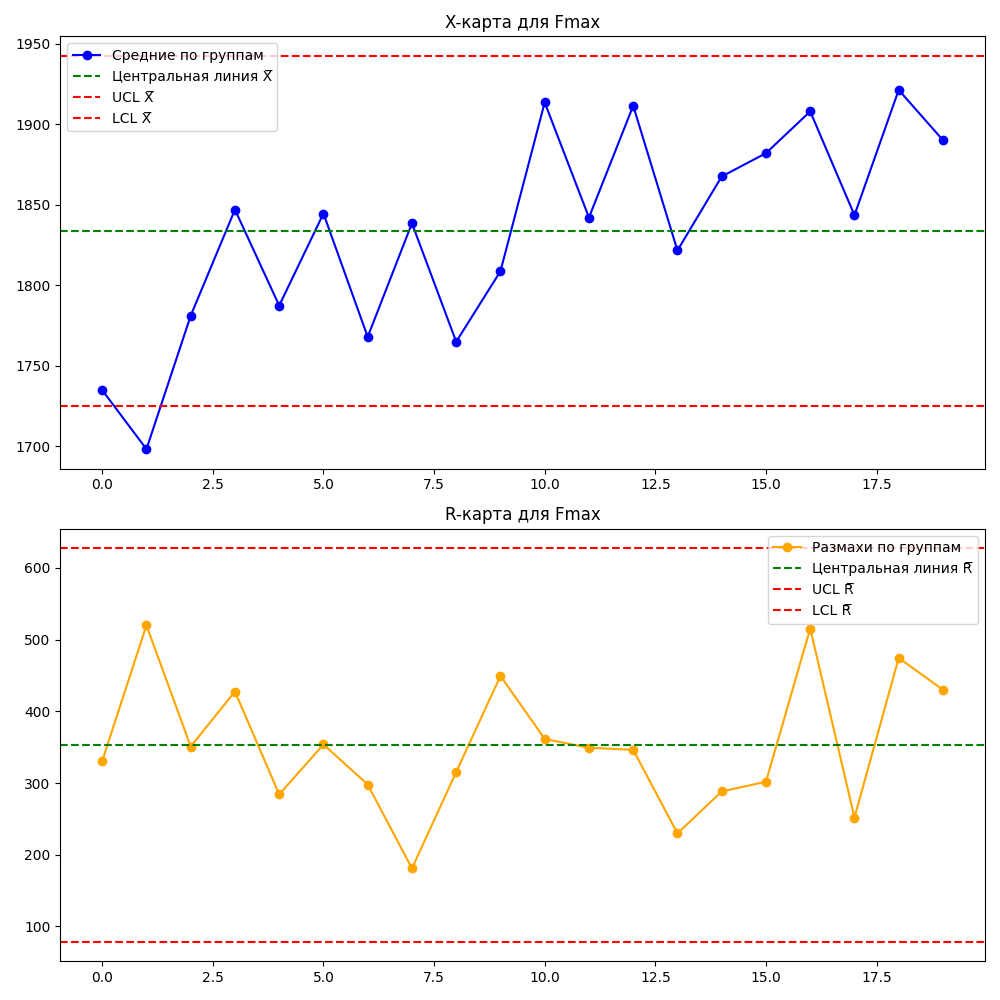 X-карта для Fmax
1950
1900
1850
1800
1750
1700
Средние по группам
Центральная линия X̅
UCL X̅
LCL X̅
0.0 2.5 5.0 7.5 10.0 12.5 15.0 17.5
R-карта для Fmax
600
500
400
300
200
100
Размахи по группам
Центральная линия R̅
UCL R̅
LCL R̅
0.0 2.5 5.0 7.5 10.0 12.5 15.0 17.5